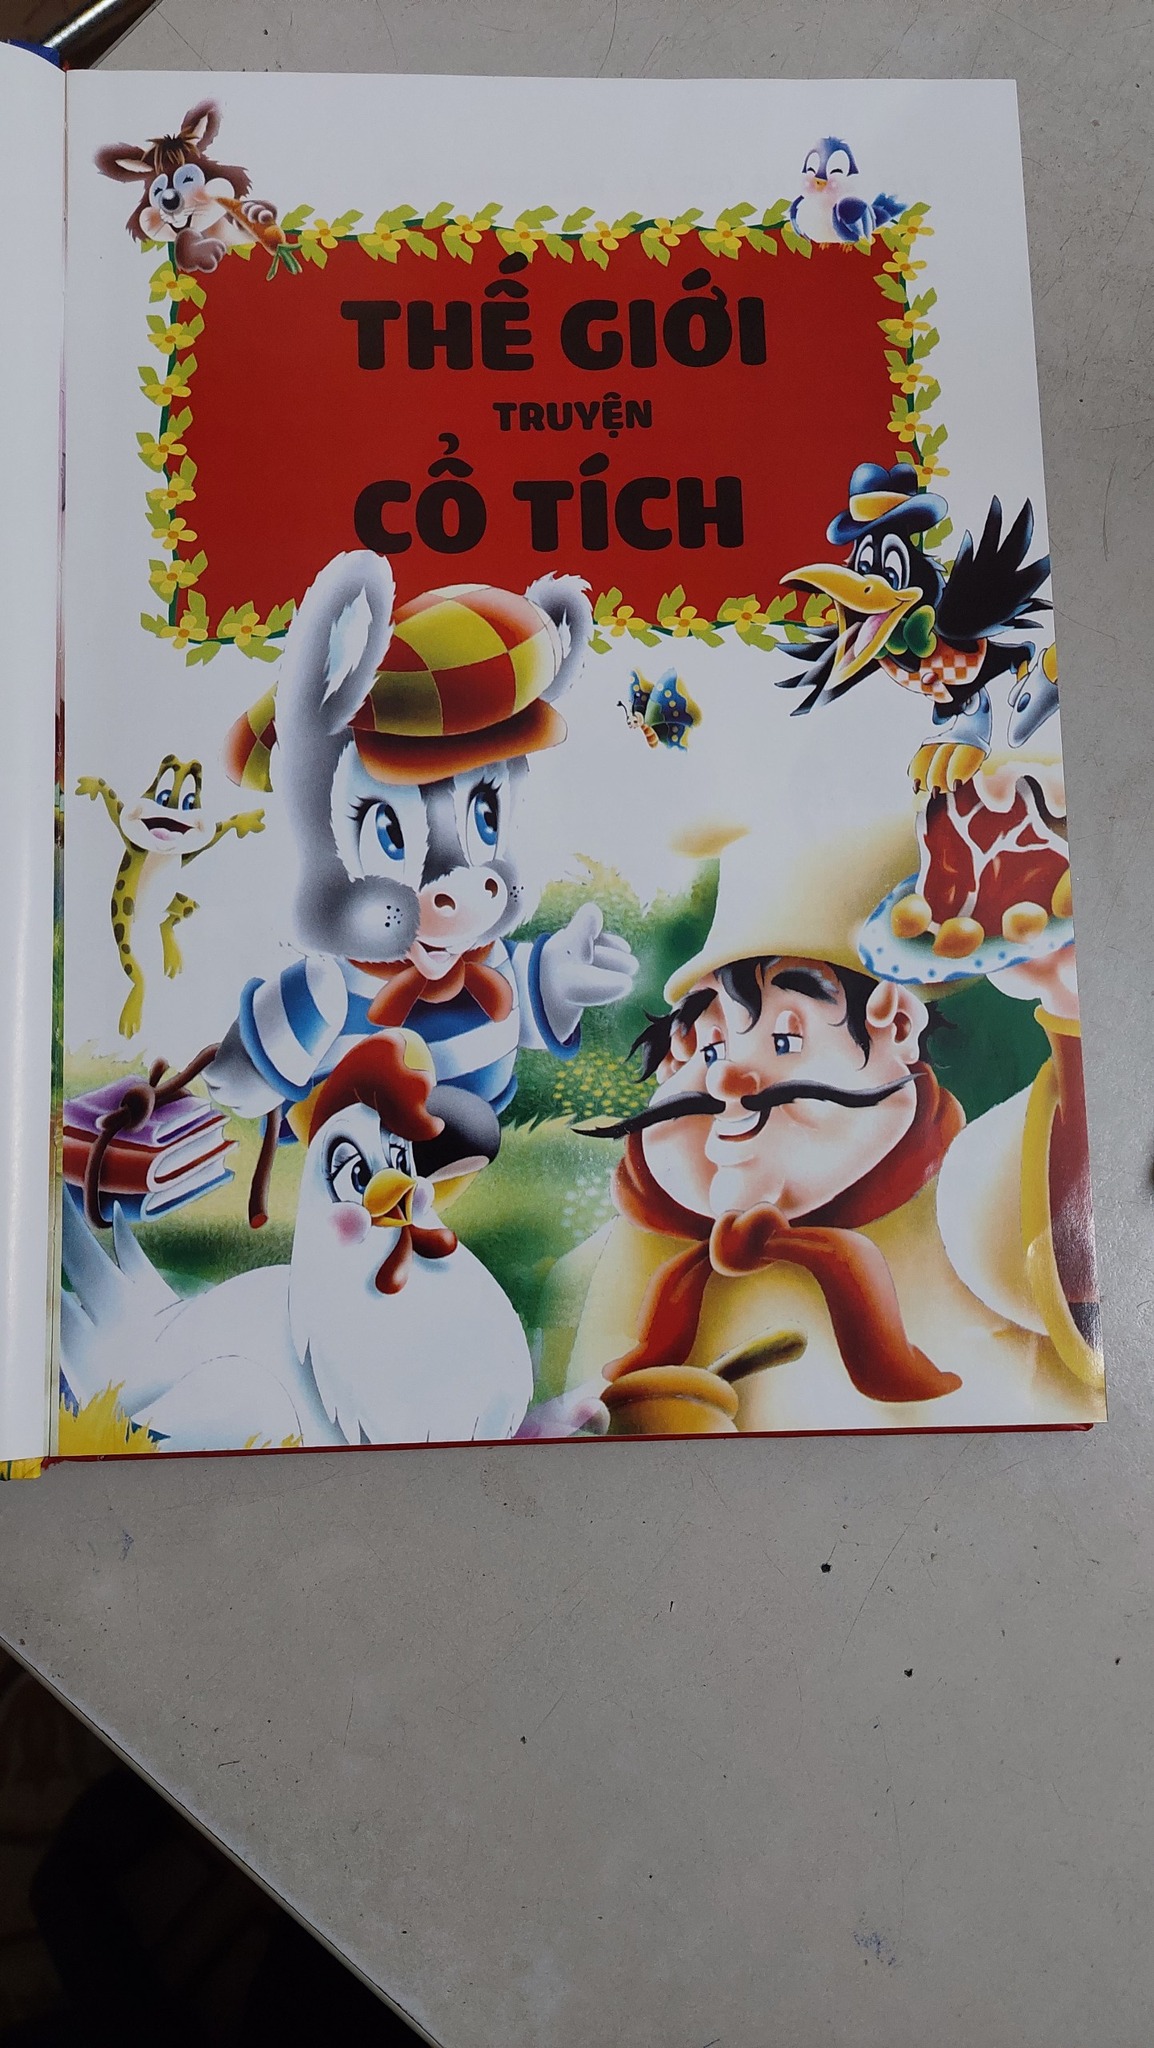 THẾ GIỚI
TRUYỆN
CỔ TÍCH